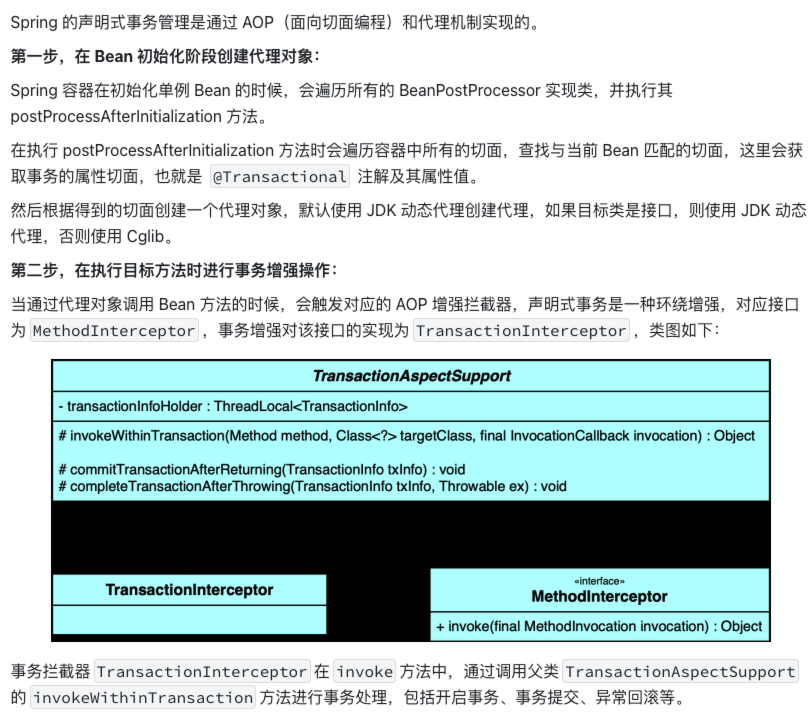 Spring 的声明式事务管理是通过 AOP（面向切面编程）和代理机制实现的。
第一步，在 Bean 初始化阶段创建代理对象：
Spring 容器在初始化单例 Bean 的时候，会遍历所有的 BeanPostProcessor 实现类，并执行其
postProcessAfterInitialization 方法。
在执行 postProcessAfterInitialization 方法时会遍历容器中所有的切面，查找与当前 Bean 匹配的切面，这里会获
取事务的属性切面，也就是 @Transactional 注解及其属性值。
然后根据得到的切面创建一个代理对象，默认使用 JDK 动态代理创建代理，如果目标类是接口，则使用 JDK 动态
代理，否则使用 Cglib。
第二步，在执行目标方法时进行事务增强操作：
当通过代理对象调用 Bean 方法的时候，会触发对应的 AOP 增强拦截器，声明式事务是一种环绕增强，对应接口
为 MethodInterceptor ，事务增强对该接口的实现为 TransactionInterceptor ，类图如下：
TransactionAspectSupport
- transactionInfoHolder : ThreadLocal<TransactionInfo>
# invokeWithinTransaction(Method method, Class<?> targetClass, final InvocationCallback invocation) : Object
# commitTransactionAfterReturning(TransactionInfo txInfo) : void
# completeTransactionAfterThrowing(TransactionInfo txInfo, Throwable ex) : void
TransactionInterceptor
«interface»
MethodInterceptor
+ invoke(final MethodInvocation invocation) : Object
事务拦截器 TransactionInterceptor 在 invoke 方法中，通过调用父类 TransactionAspectSupport
的 invokeWithinTransaction 方法进行事务处理，包括开启事务、事务提交、异常回滚等。